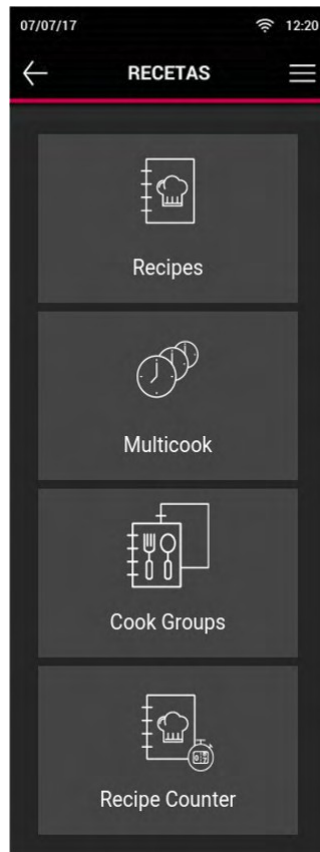 07/07/17 12:20
RECETAS
Recipes
Multicook
Cook Groups
Recipe Counter